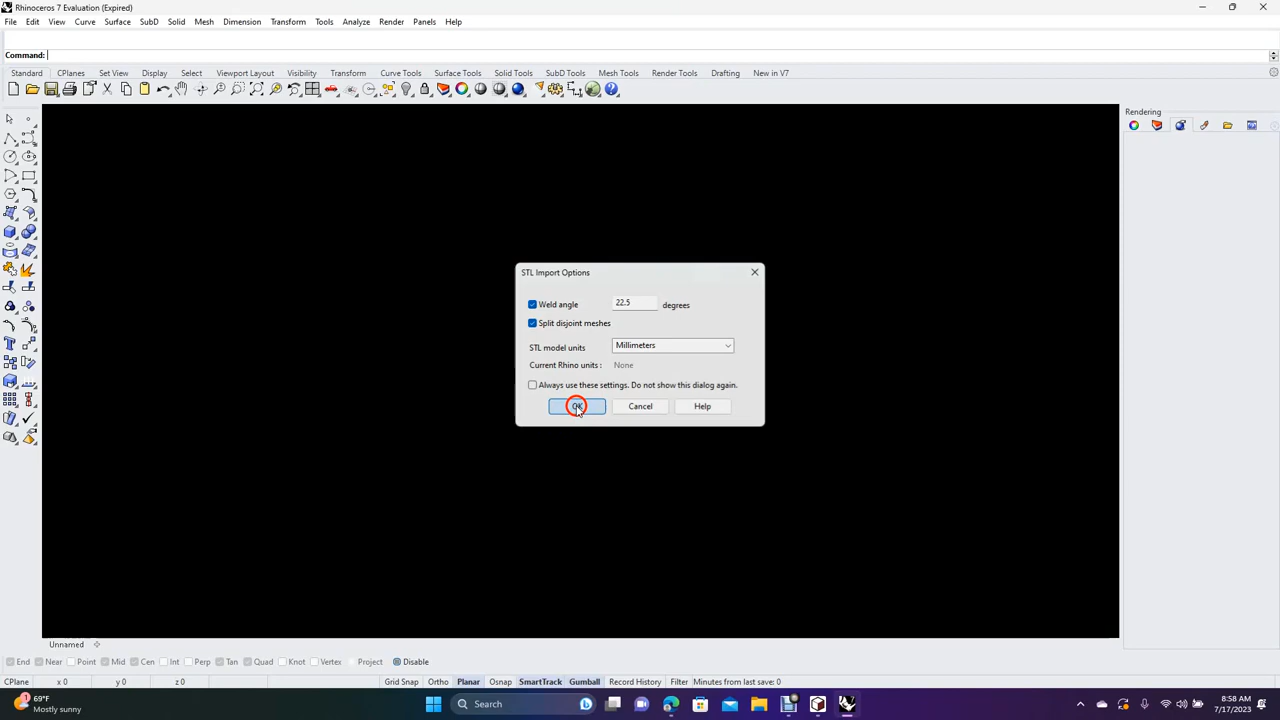 Rhinoceros 7 Evaluation (Expired)
File Edit View Curve Surface SubD Solid Mesh Dimension Transform Tools Analyze Render Panels Help
Command:
Standard CPlanes Set View Display Select Viewport Layout Visibility Transform Curve Tools Surface Tools Solid Tools SubD Tools Mesh Tools Render Tools Drafting New in V7
Rendering
STL Import Options
Weld angle 22.5 degrees
Split disjoint meshes
STL model units Millimeters
Current Rhino units : None
Always use these settings. Do not show this dialog again.
OK Cancel Help
Unnamed
End Near Point Mid Cen Int Perp Tan Quad Knot Vertex Project Disable
CPlane x 0 y 0 z 0 Grid Snap Ortho Planar Osnap SmartTrack Gumball Record History Filter Minutes from last save: 0
69°F
Mostly sunny
Search
8:58 AM
7/17/2023